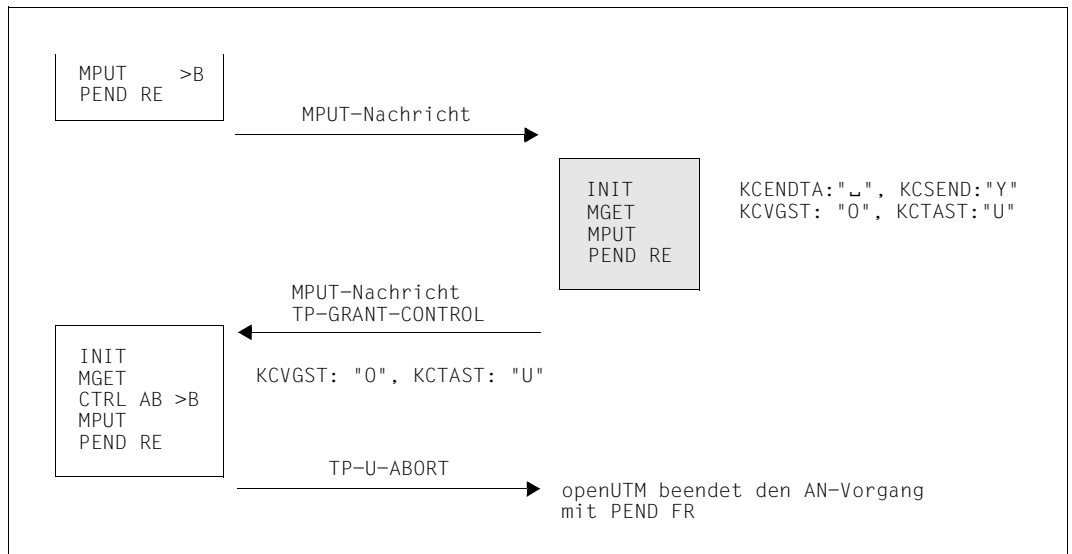 MPUT >B
PEND RE
MPUT-Nachricht
INIT
MGET
MPUT
PEND RE
KCENDTA:"␣", KCSEND:"Y"
KCVGST: "O", KCTAST:"U"
MPUT-Nachricht
TP-GRANT-CONTROL
INIT
MGET
CTRL AB >B
MPUT
PEND RE
KCVGST: "O", KCTAST: "U"
TP-U-ABORT
openUTM beendet den AN-Vorgang
mit PEND FR